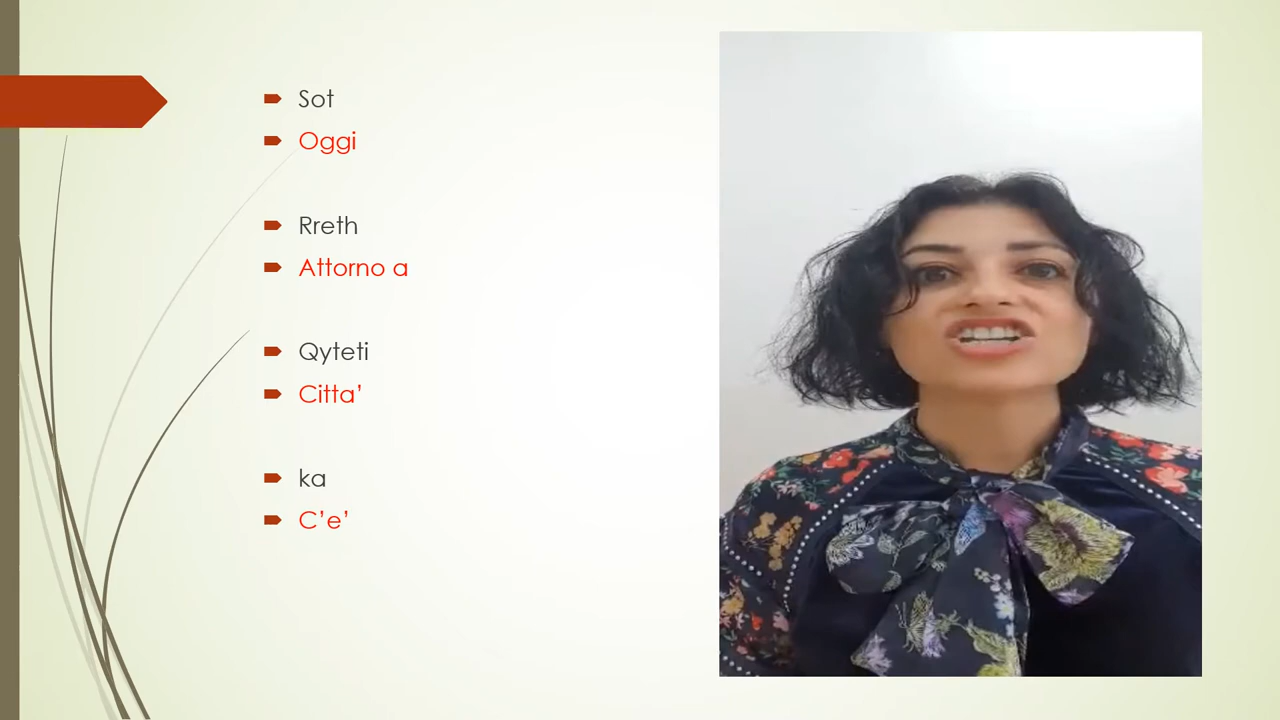 Sot
Oggi
Rreth
Attorno a
Qyteti
Citta’
ka
C’e’